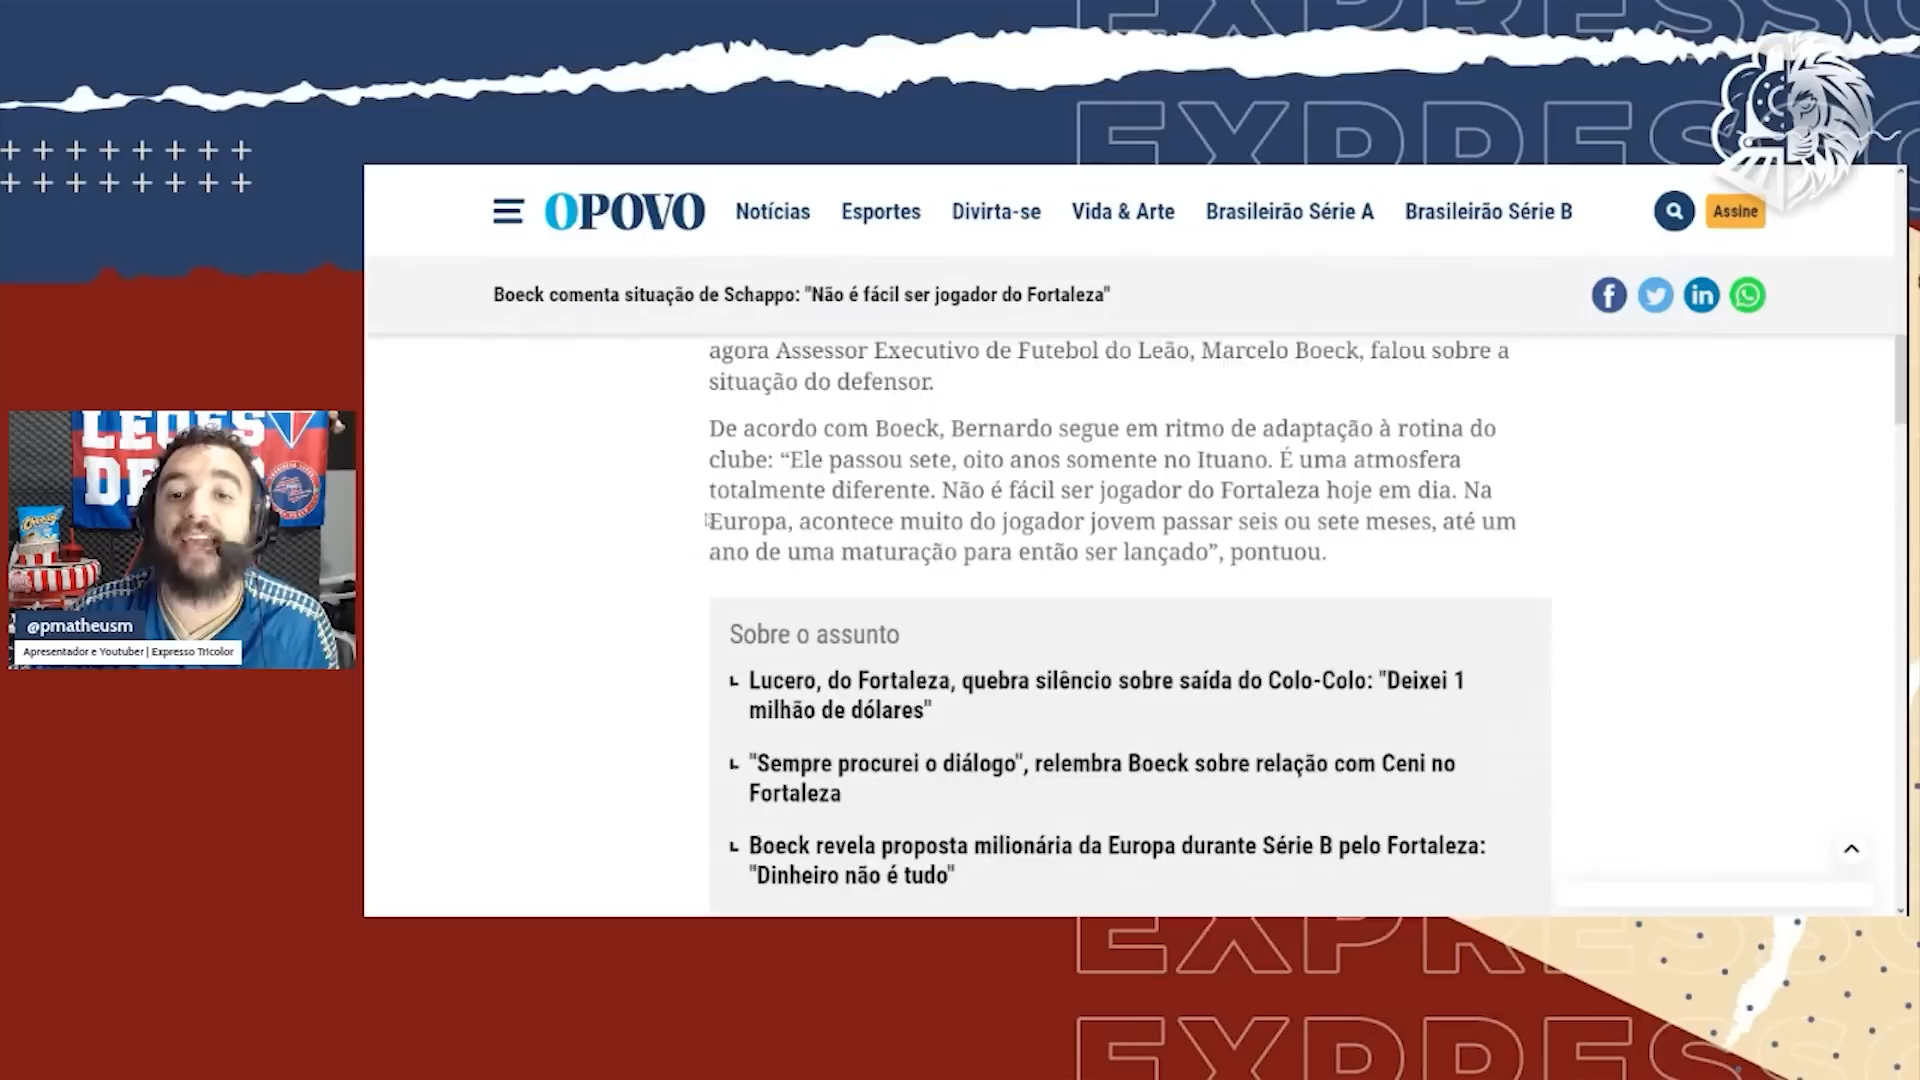 EXPRESSO
EXPRESSO
OPOVO
Notícias
Esportes
Divirta-se
Vida & Arte
Brasileirão Série A
Brasileirão Série B
Assine
Boeck comenta situação de Schappo: "Não é fácil ser jogador do Fortaleza"
agora Assessor Executivo de Futebol do Leão, Marcelo Boeck, falou sobre a
situação do defensor.
De acordo com Boeck, Bernardo segue em ritmo de adaptação à rotina do
clube: “Ele passou sete, oito anos somente no Ituano. É uma atmosfera
totalmente diferente. Não é fácil ser jogador do Fortaleza hoje em dia. Na
Europa, acontece muito do jogador jovem passar seis ou sete meses, até um
ano de uma maturação para então ser lançado”, pontuou.
Sobre o assunto
Lucero, do Fortaleza, quebra silêncio sobre saída do Colo-Colo: "Deixei 1
milhão de dólares"
"Sempre procurei o diálogo", relembra Boeck sobre relação com Ceni no
Fortaleza
Boeck revela proposta milionária da Europa durante Série B pelo Fortaleza:
"Dinheiro não é tudo"
LEÕES
Cheetos
@pmatheusm
Apresentador e Youtuber | Expresso Tricolor
EXPRESSO
EXPRESSO